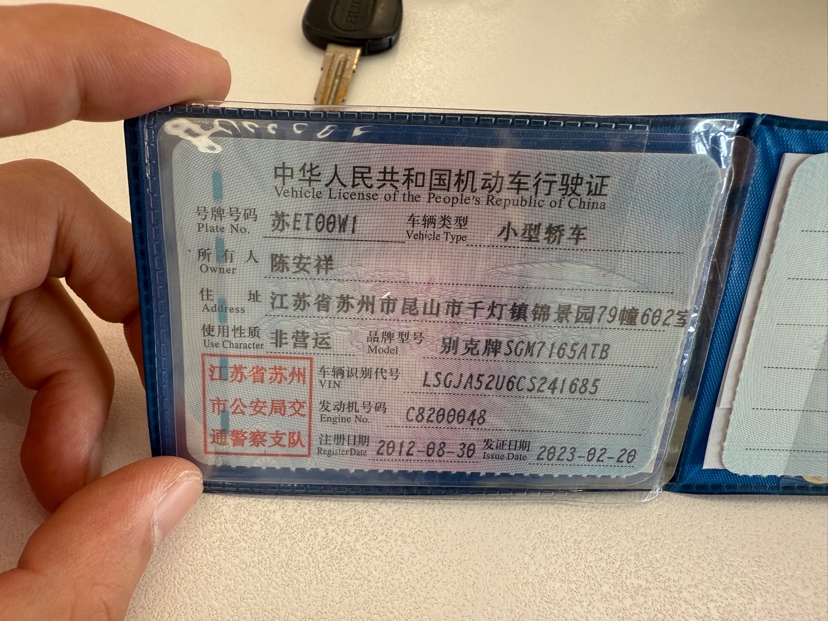 中华人民共和国机动车行驶证
Vehicle License of the People's Republic of China
号牌号码 苏ET00W1 车辆类型 小型轿车
Plate No. Vehicle Type
所有人 陈安祥
Owner
住址 江苏省苏州市昆山市千灯镇锦景园79幢602室
Address
使用性质 非营运 品牌型号 别克牌SGM7165ATB
Use Character Model
江苏省苏州 车辆识别代号 LSGJA52U6CS241685
VIN
市公安局交 发动机号码 C8200048
Engine No.
通警察支队 注册日期 2012-08-30 发证日期 2023-02-20
RegisterDate Issue Date